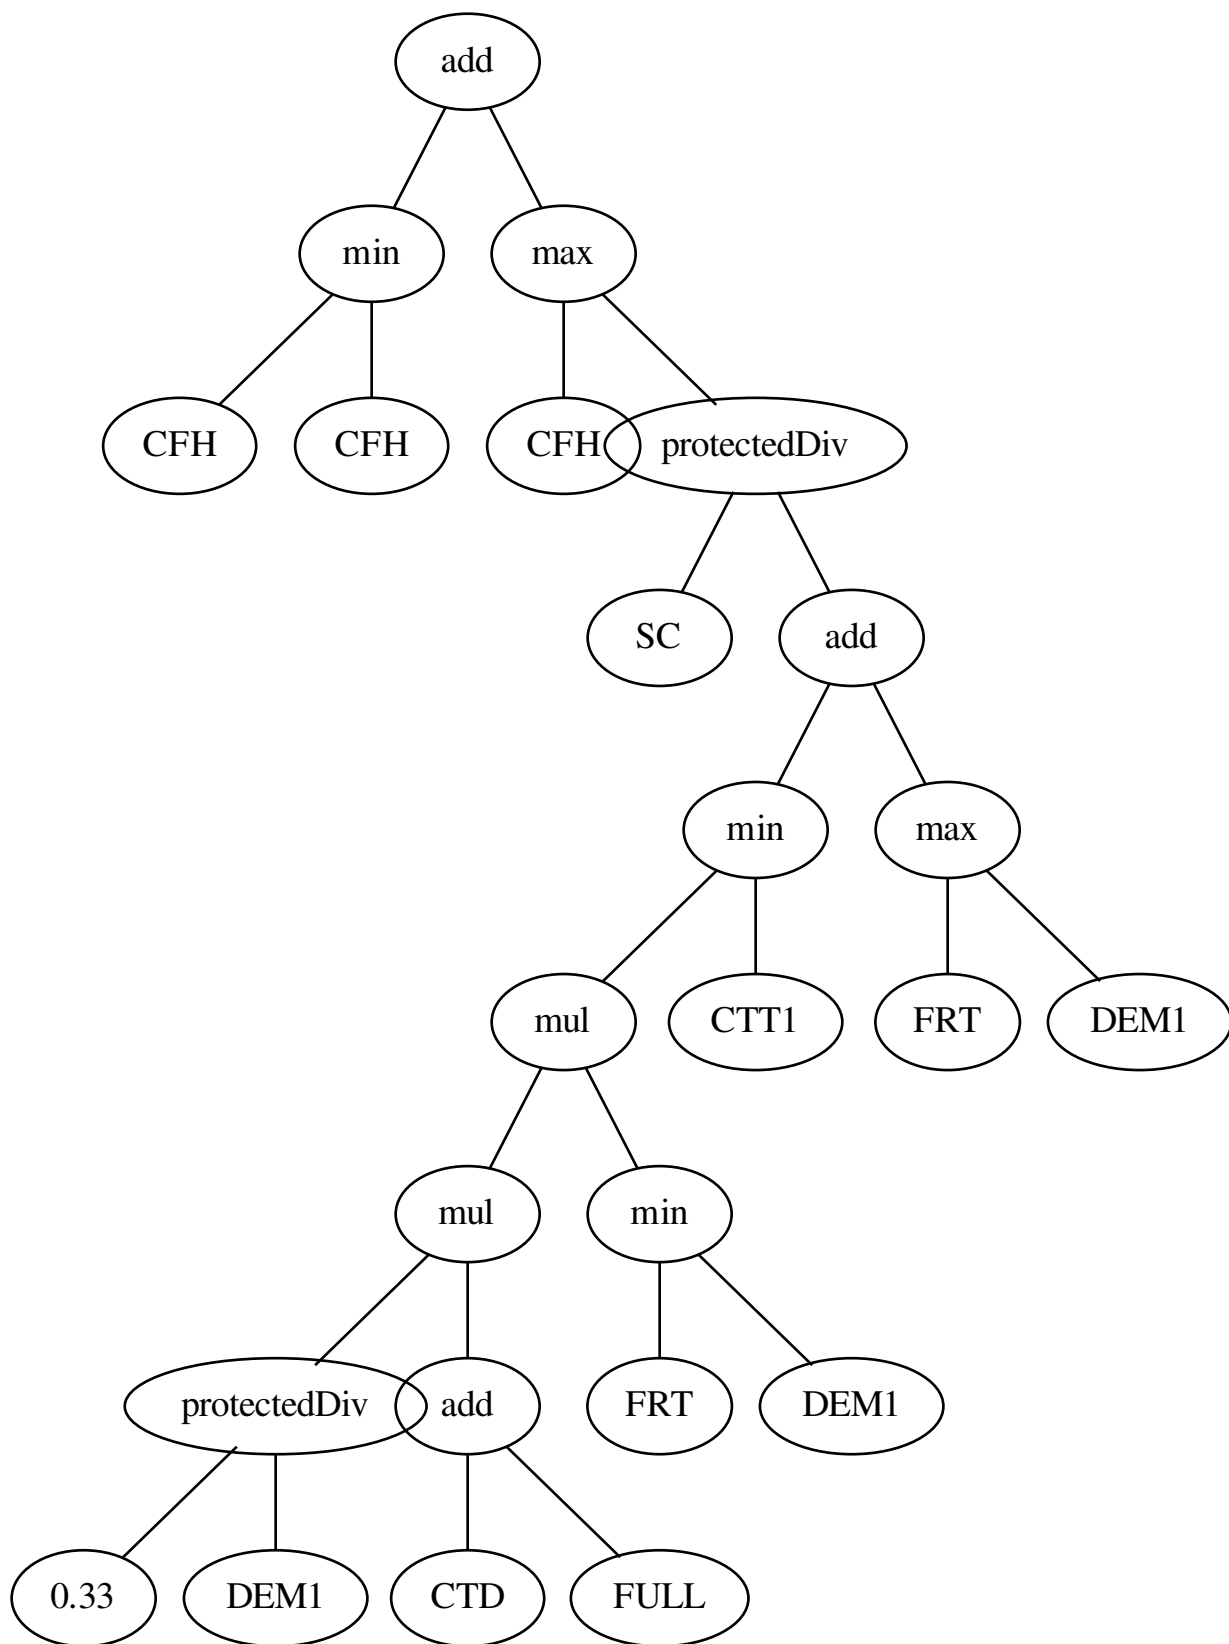 add
min max
CFH CFH CFH protectedDiv
SC add
min max
mul CTT1 FRT DEM1
mul min
protectedDiv add FRT DEM1
0.33 DEM1 CTD FULL